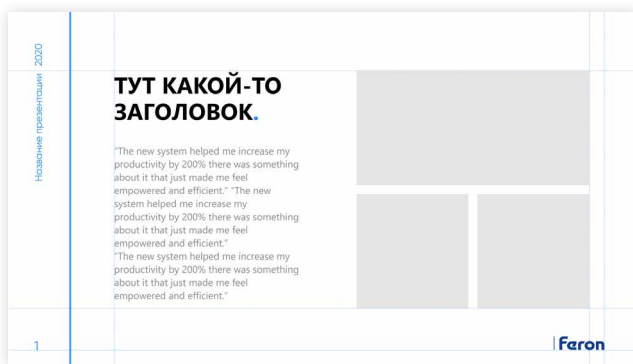 Название презентации 2020
ТУТ КАКОЙ-ТО
ЗАГОЛОВОК.
"The new system helped me increase my
productivity by 200% there was something
about it that just made me feel
empowered and efficient." "The new
system helped me increase my
productivity by 200% there was something
about it that just made me feel
empowered and efficient."
"The new system helped me increase my
productivity by 200% there was something
about it that just made me feel
empowered and efficient."
1
Feron